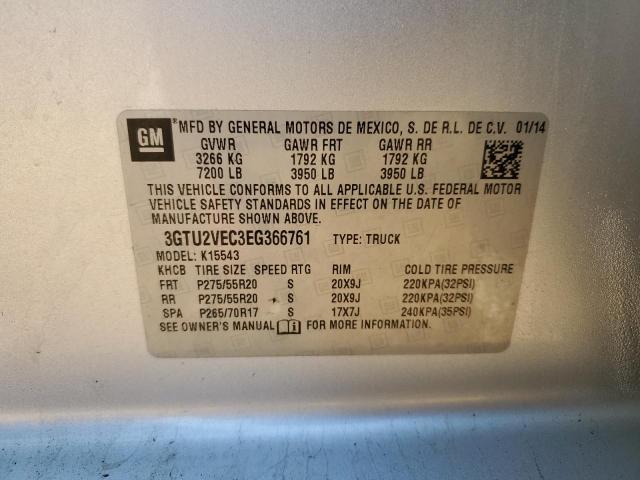 GM ® MFD BY GENERAL MOTORS DE MEXICO, S. DE R.L. DE C.V. 01/14
GVWR GAWR FRT GAWR RR
3266 KG 1792 KG 1792 KG
7200 LB 3950 LB 3950 LB
THIS VEHICLE CONFORMS TO ALL APPLICABLE U.S. FEDERAL MOTOR
VEHICLE SAFETY STANDARDS IN EFFECT ON THE DATE OF
MANUFACTURE SHOWN ABOVE.
3GTU2VEC3EG366761 TYPE: TRUCK
MODEL: K15543
KHCB TIRE SIZE SPEED RTG RIM COLD TIRE PRESSURE
FRT P275/55R20 S 20X9J 220KPA(32PSI)
RR P275/55R20 S 20X9J 220KPA(32PSI)
SPA P265/70R17 S 17X7J 240KPA(35PSI)
SEE OWNER'S MANUAL FOR MORE INFORMATION.